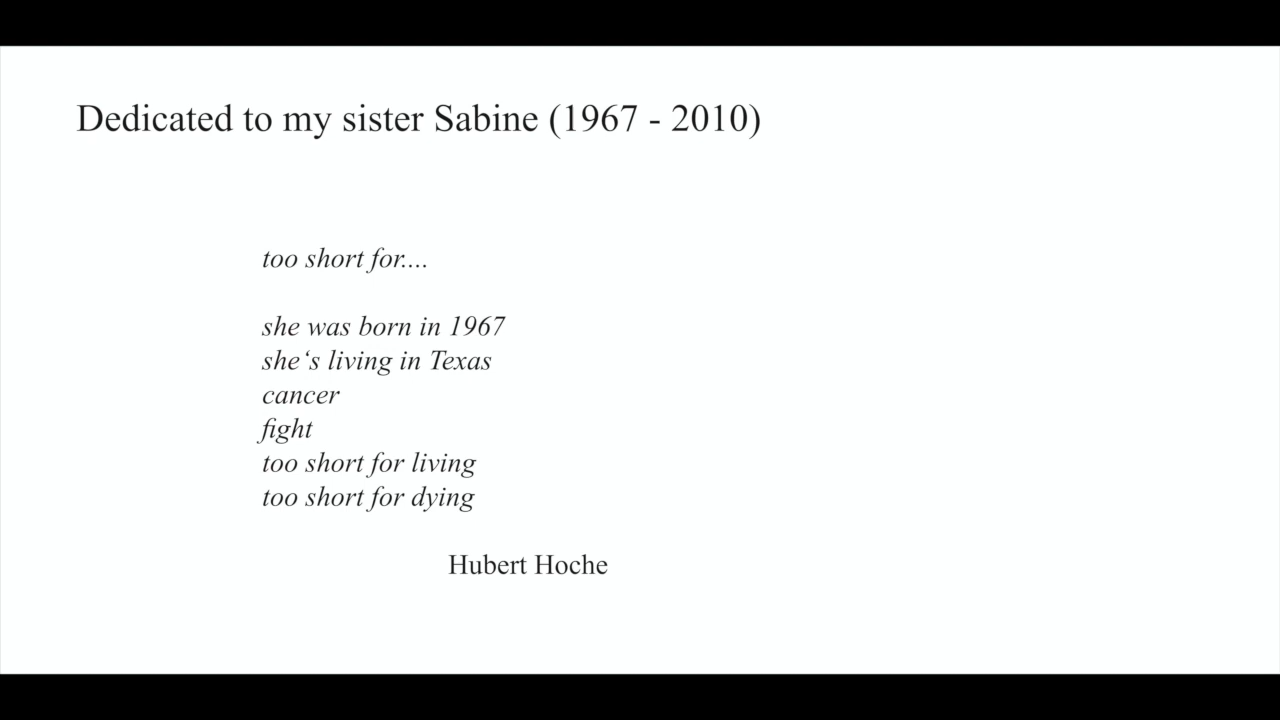 Dedicated to my sister Sabine (1967 - 2010)
too short for....
she was born in 1967
she‘s living in Texas
cancer
fight
too short for living
too short for dying
Hubert Hoche